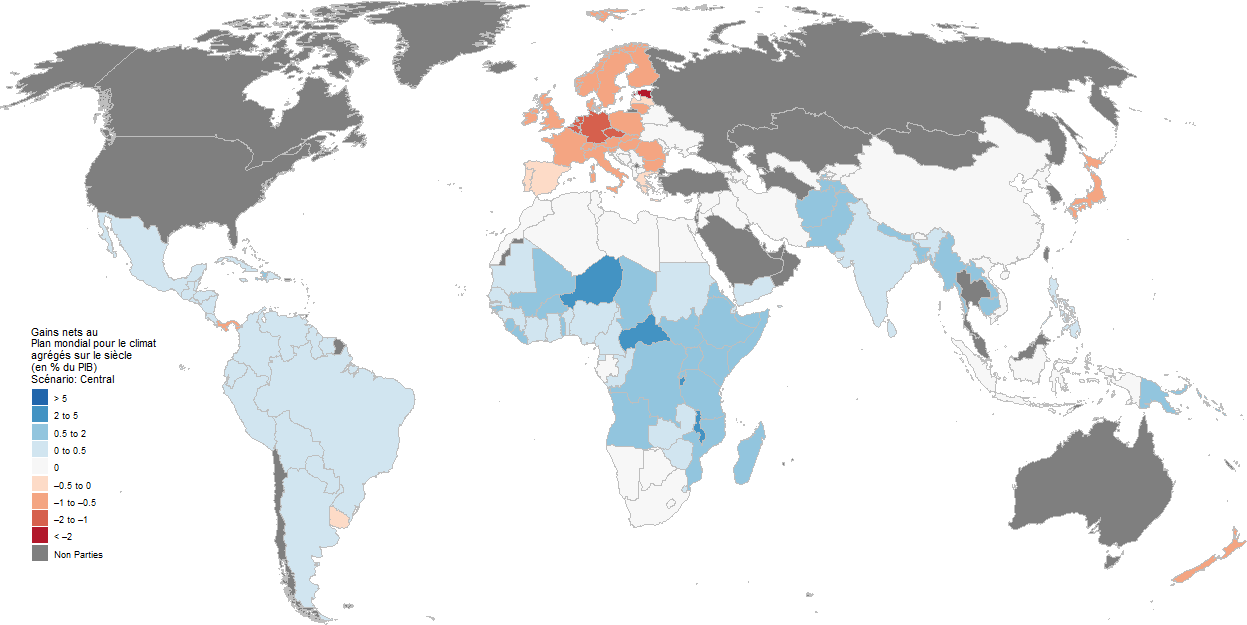 Gains nets au
Plan mondial pour le climat
agrégés sur le siècle
(en % du PIB)
Scénario: Central
> 5
2 to 5
0.5 to 2
0 to 0.5
0
–0.5 to 0
–1 to –0.5
–2 to –1
< –2
Non Parties